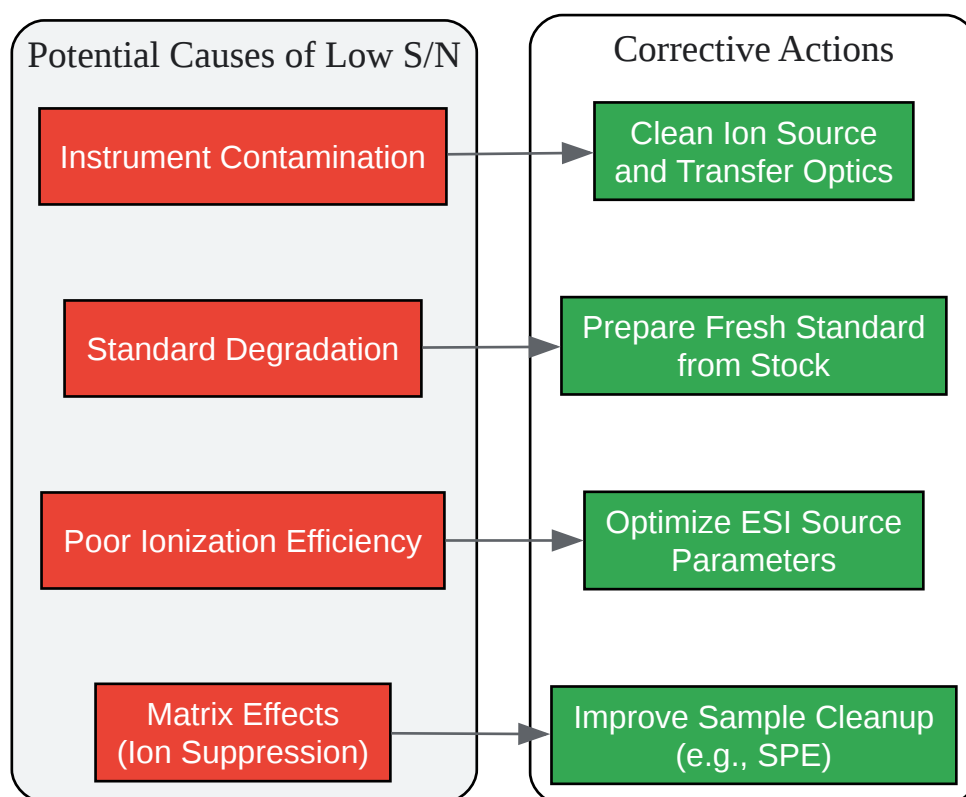 Potential Causes of Low S/N
Corrective Actions
Instrument Contamination
Clean Ion Source
and Transfer Optics
Standard Degradation
Prepare Fresh Standard
from Stock
Poor Ionization Efficiency
Optimize ESI Source
Parameters
Matrix Effects
(Ion Suppression)
Improve Sample Cleanup
(e.g., SPE)